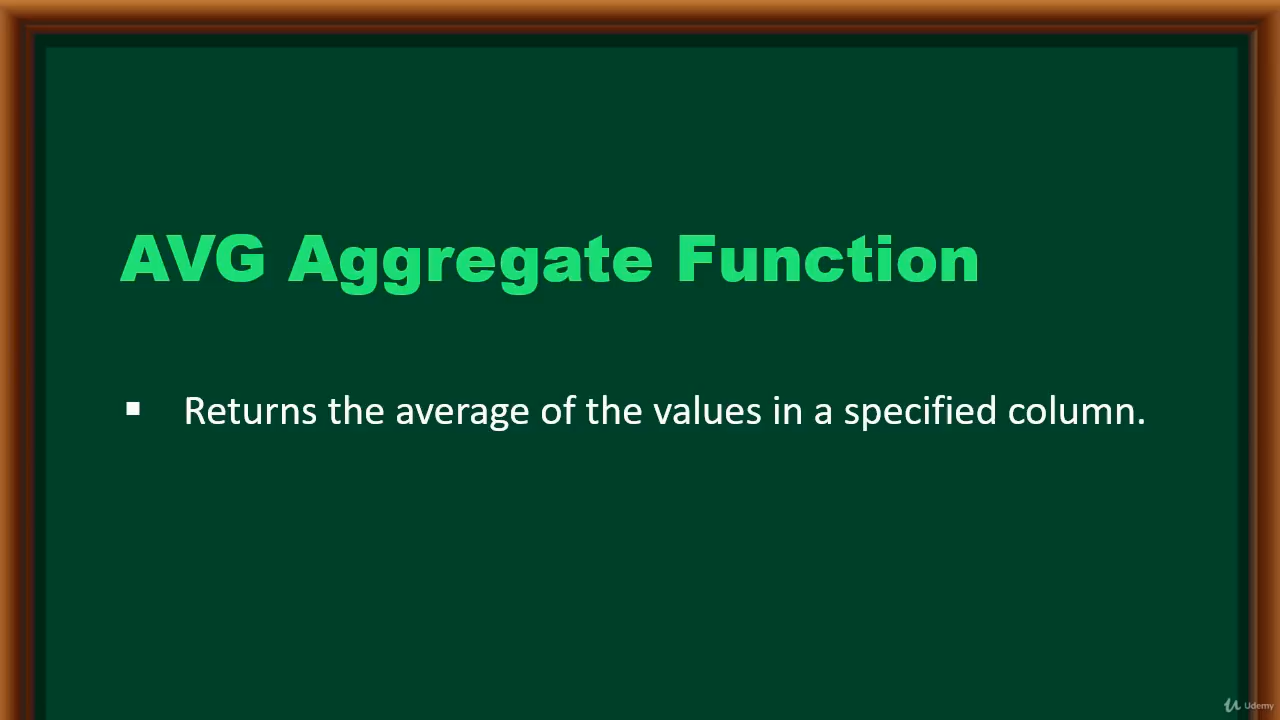 AVG Aggregate Function
▪ Returns the average of the values in a specified column.
Udemy